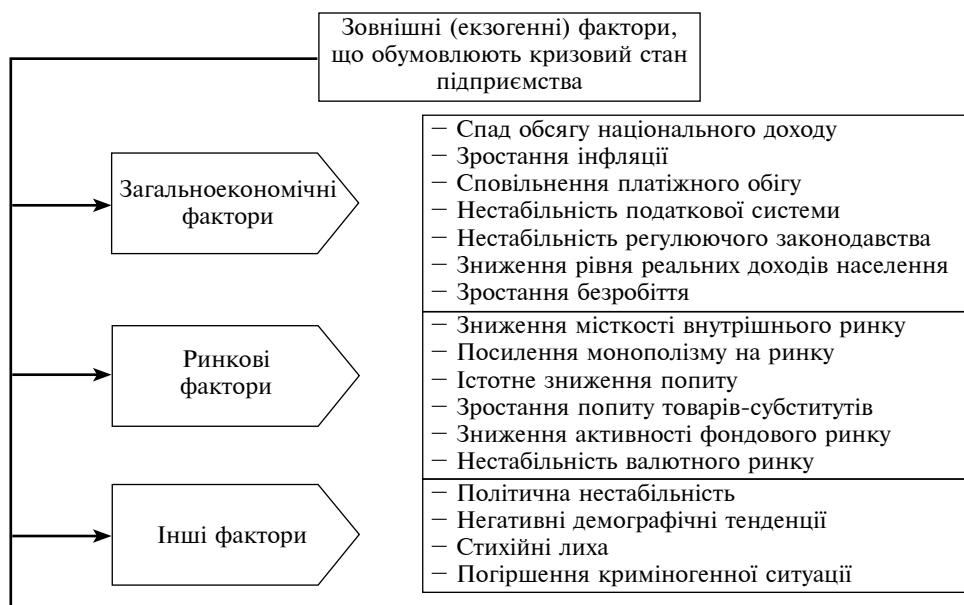 Зовнішні (екзогенні) фактори,
що обумовлюють кризовий стан
підприємства
Загальноекономічні
фактори
– Спад обсягу національного доходу
– Зростання інфляції
– Сповільнення платіжного обігу
– Нестабільність податкової системи
– Нестабільність регулюючого законодавства
– Зниження рівня реальних доходів населення
– Зростання безробіття
Ринкові
фактори
– Зниження місткості внутрішнього ринку
– Посилення монополізму на ринку
– Істотне зниження попиту
– Зростання попиту товарів-субститутів
– Зниження активності фондового ринку
– Нестабільність валютного ринку
Інші фактори
– Політична нестабільність
– Негативні демографічні тенденції
– Стихійні лиха
– Погіршення криміногенної ситуації